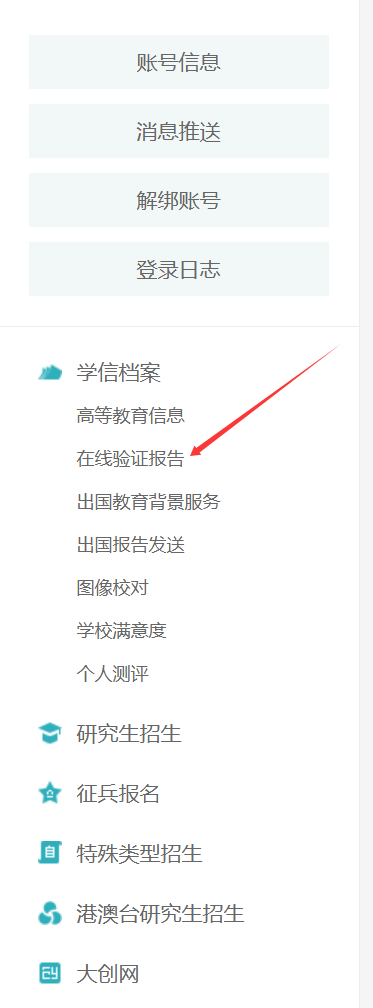 账号信息
消息推送
解绑账号
登录日志
学信档案
高等教育信息
在线验证报告
出国教育背景服务
出国报告发送
图像校对
学校满意度
个人测评
研究生招生
征兵报名
特殊类型招生
港澳台研究生招生
大创网